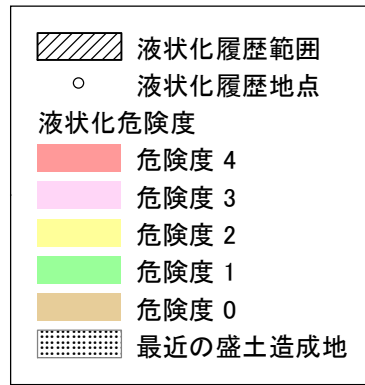 液状化履歴範囲
液状化履歴地点
液状化危険度
危険度 4
危険度 3
危険度 2
危険度 1
危険度 0
最近の盛土造成地